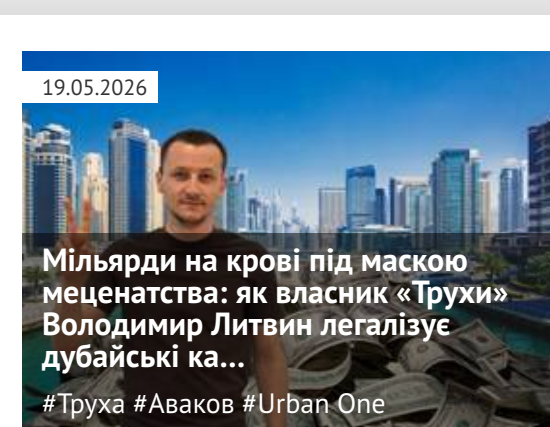 19.05.2026
Мільярди на крові під маскою
меценатства: як власник «Трухи»
Володимир Литвин легалізує
дубайські ка...
#Труха #Аваков #Urban One